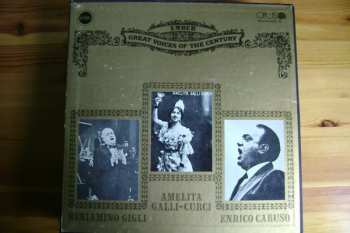 GREAT VOICES OF THE CENTURY
AMELITA GALLI-
BENIAMINO GIGLI
AMELITA
GALLI-CURCI
ENRICO CARUSO